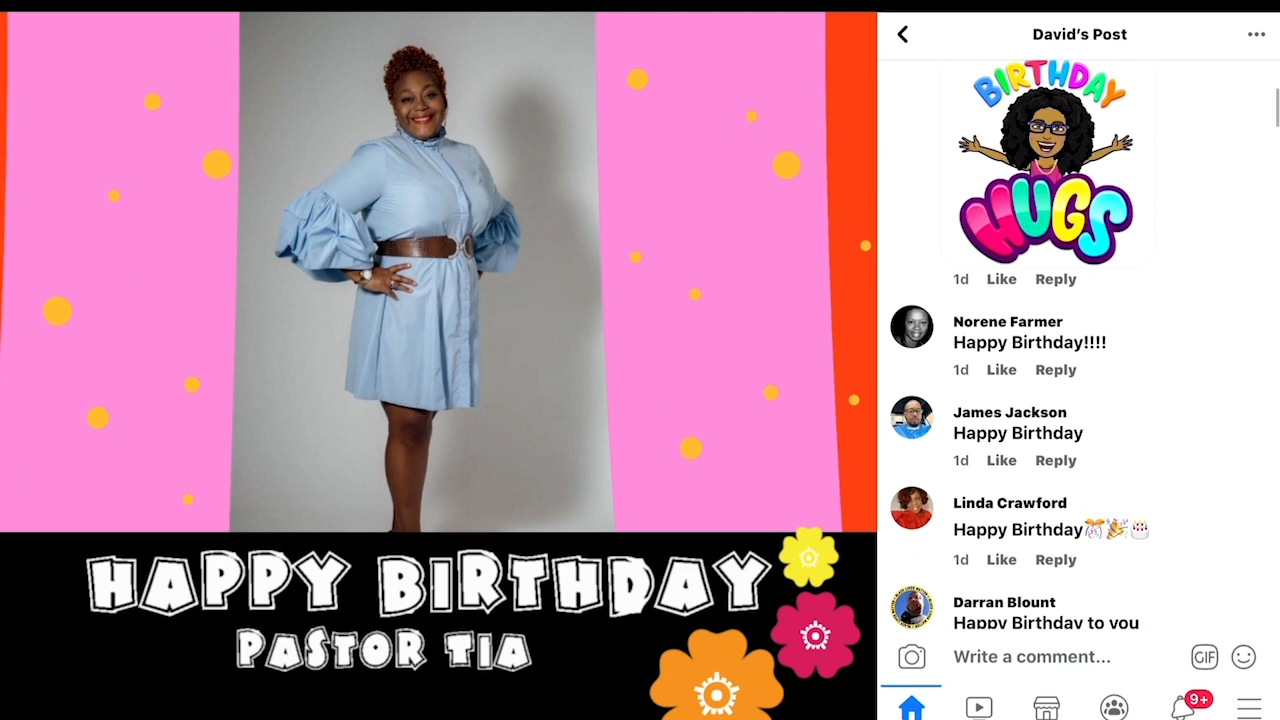 HAPPY BIRTHDAY
PASTOR TIA
David's Post
BIRTHDAY
HUGS
1d Like Reply
Norene Farmer
Happy Birthday!!!!
1d Like Reply
James Jackson
Happy Birthday
1d Like Reply
Linda Crawford
Happy Birthday🎊🎉🎂
1d Like Reply
Darran Blount
Happy Birthday to you
Write a comment...
GIF
9+